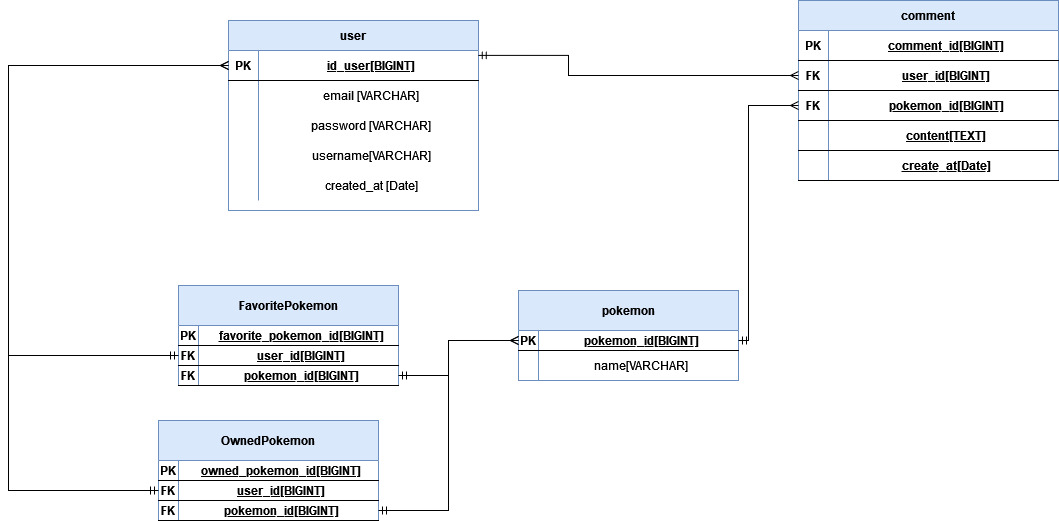 user
PK id_user[BIGINT]
email [VARCHAR]
password [VARCHAR]
username[VARCHAR]
created_at [Date]
comment
PK comment_id[BIGINT]
FK user_id[BIGINT]
FK pokemon_id[BIGINT]
content[TEXT]
create_at[Date]
FavoritePokemon
PK favorite_pokemon_id[BIGINT]
FK user_id[BIGINT]
FK pokemon_id[BIGINT]
pokemon
PK pokemon_id[BIGINT]
name[VARCHAR]
OwnedPokemon
PK owned_pokemon_id[BIGINT]
FK user_id[BIGINT]
FK pokemon_id[BIGINT]